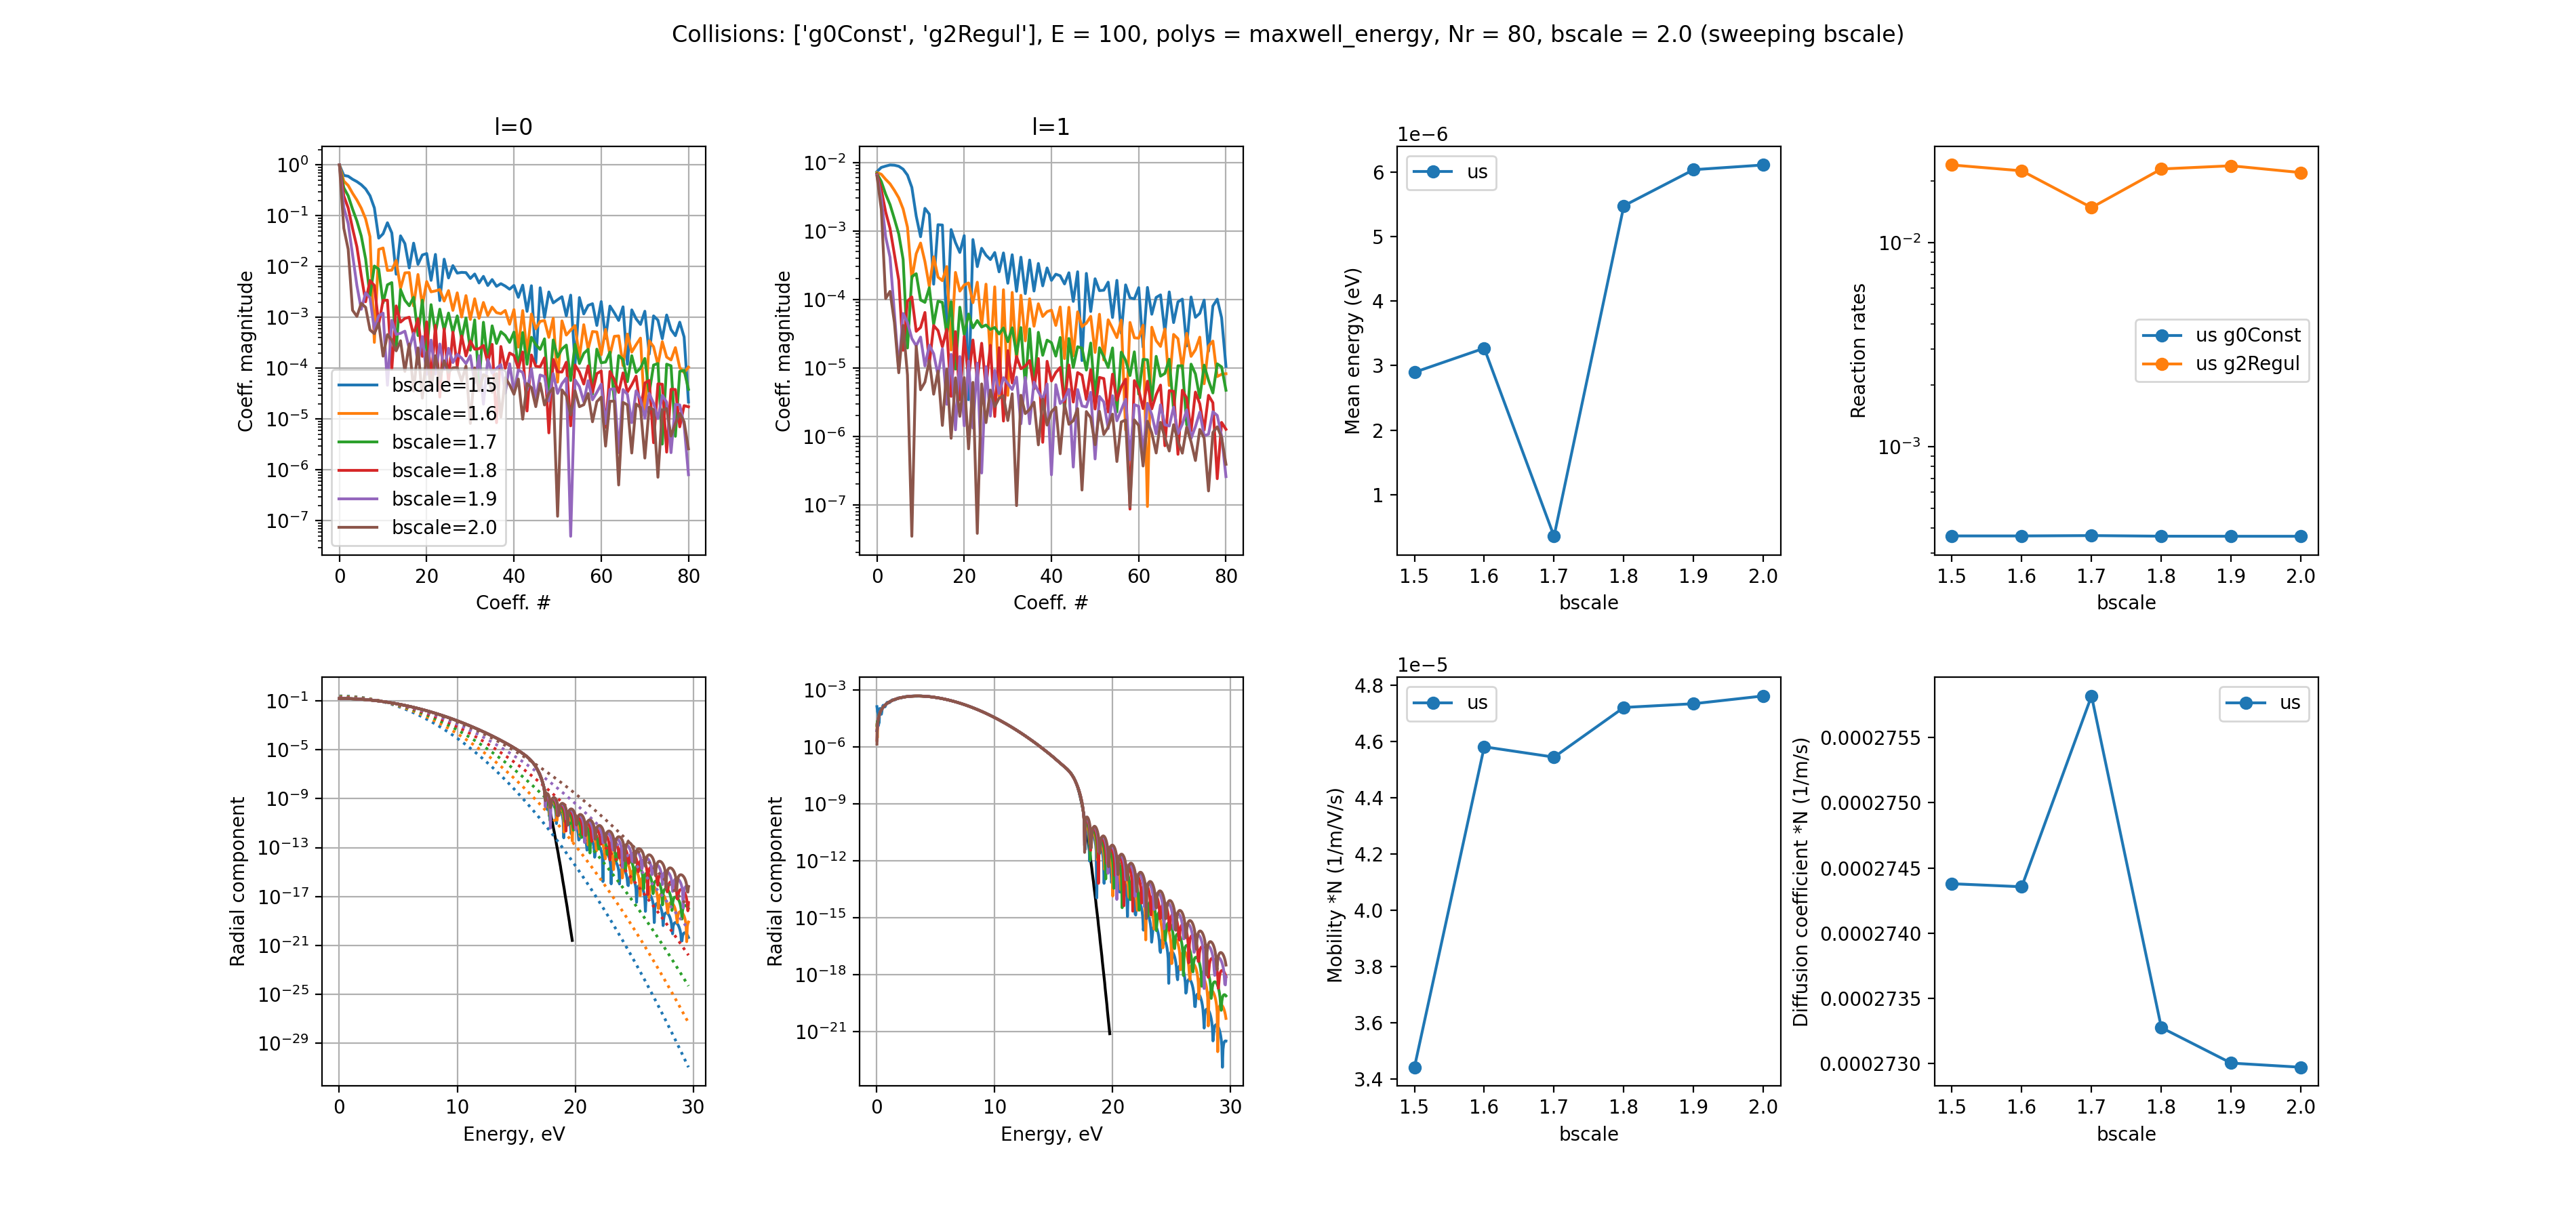 Collisions: ['g0Const', 'g2Regul'], E = 100, polys = maxwell_energy, Nr = 80, bscale = 2.0 (sweeping bscale)
l=0
10^0
10^−1
10^−2
10^−3
10^−4
10^−5
10^−6
10^−7
Coeff. magnitude
bscale=1.5
bscale=1.6
bscale=1.7
bscale=1.8
bscale=1.9
bscale=2.0
0 20 40 60 80
Coeff. #
l=1
10^−2
10^−3
10^−4
10^−5
10^−6
10^−7
Coeff. magnitude
0 20 40 60 80
Coeff. #
1e−6
6
5
4
3
2
1
Mean energy (eV)
us
1.5 1.6 1.7 1.8 1.9 2.0
bscale
10^−2
10^−3
Reaction rates
us g0Const
us g2Regul
1.5 1.6 1.7 1.8 1.9 2.0
bscale
10^−1
10^−5
10^−9
10^−13
10^−17
10^−21
10^−25
10^−29
Radial component
0 10 20 30
Energy, eV
10^−3
10^−6
10^−9
10^−12
10^−15
10^−18
10^−21
Radial component
0 10 20 30
Energy, eV
1e−5
4.8
4.6
4.4
4.2
4.0
3.8
3.6
3.4
Mobility *N (1/m/V/s)
us
1.5 1.6 1.7 1.8 1.9 2.0
bscale
0.0002755
0.0002750
0.0002745
0.0002740
0.0002735
0.0002730
Diffusion coefficient *N (1/m/s)
us
1.5 1.6 1.7 1.8 1.9 2.0
bscale